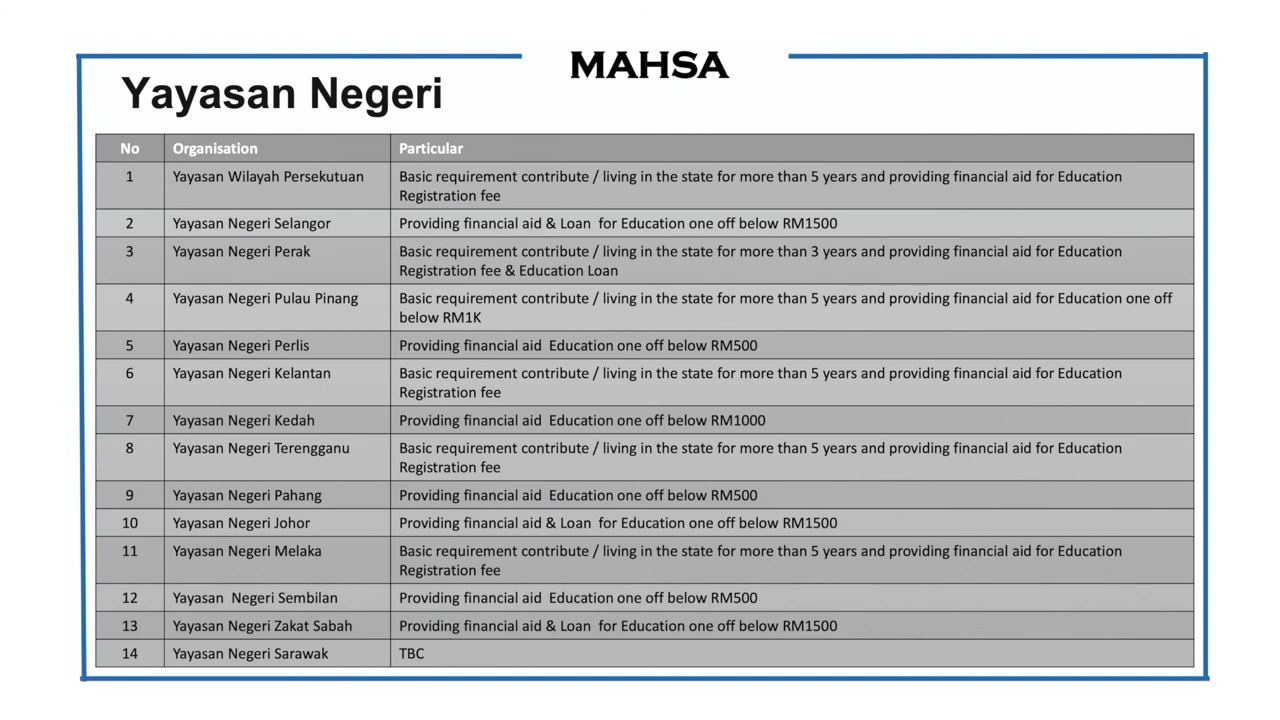 MAHSA
Yayasan Negeri
No Organisation Particular
1 Yayasan Wilayah Persekutuan Basic requirement contribute / living in the state for more than 5 years and providing financial aid for Education
Registration fee
2 Yayasan Negeri Selangor Providing financial aid & Loan for Education one off below RM1500
3 Yayasan Negeri Perak Basic requirement contribute / living in the state for more than 3 years and providing financial aid for Education
Registration fee & Education Loan
4 Yayasan Negeri Pulau Pinang Basic requirement contribute / living in the state for more than 5 years and providing financial aid for Education one off
below RM1K
5 Yayasan Negeri Perlis Providing financial aid Education one off below RM500
6 Yayasan Negeri Kelantan Basic requirement contribute / living in the state for more than 5 years and providing financial aid for Education
Registration fee
7 Yayasan Negeri Kedah Providing financial aid Education one off below RM1000
8 Yayasan Negeri Terengganu Basic requirement contribute / living in the state for more than 5 years and providing financial aid for Education
Registration fee
9 Yayasan Negeri Pahang Providing financial aid Education one off below RM500
10 Yayasan Negeri Johor Providing financial aid & Loan for Education one off below RM1500
11 Yayasan Negeri Melaka Basic requirement contribute / living in the state for more than 5 years and providing financial aid for Education
Registration fee
12 Yayasan Negeri Sembilan Providing financial aid Education one off below RM500
13 Yayasan Negeri Zakat Sabah Providing financial aid & Loan for Education one off below RM1500
14 Yayasan Negeri Sarawak TBC